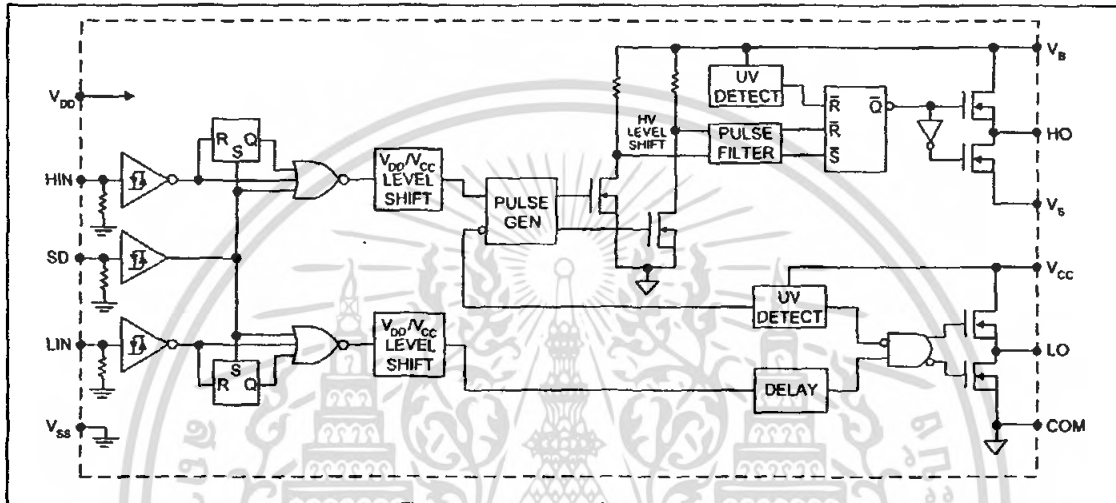 V_DD
HIN
SD
LIN
V_SS
R Q
S
S
R Q
V_DD/V_CC
LEVEL
SHIFT
V_DD/V_CC
LEVEL
SHIFT
PULSE
GEN
HV
LEVEL
SHIFT
UV
DETECT
PULSE
FILTER
R̅
R̅
S̅
Q̅
UV
DETECT
DELAY
V_B
HO
V_S
V_CC
LO
COM